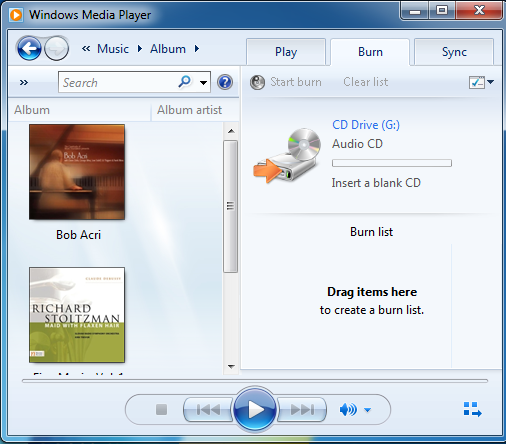 Windows Media Player
« Music Album
Play
Burn
Sync
»
Search
Start burn
Clear list
Album
Album artist
CD Drive (G:)
Audio CD
Insert a blank CD
Bob Acri
Bob Acri
Burn list
Drag items here
to create a burn list.
CLAUDE DEBUSSY
RICHARD
STOLTZMAN
MAID WITH FLAXEN HAIR